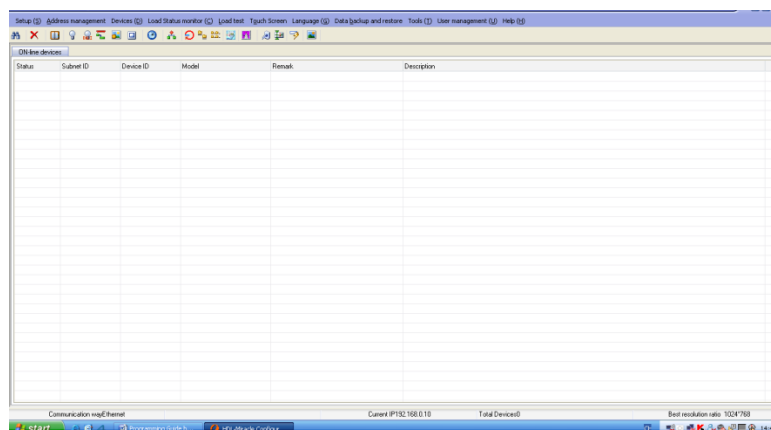 Setup (S) Address management Devices (D) Load Status monitor (C) Load test Touch Screen Language (G) Data backup and restore Tools (T) User management (U) Help (H)
ON-line devices
Status Subnet ID Device ID Model Remark Description
Communication wayEthernet Current IP192.168.0.10 Total Devices0 Best resolution ratio 1024*768
start Programming Guide